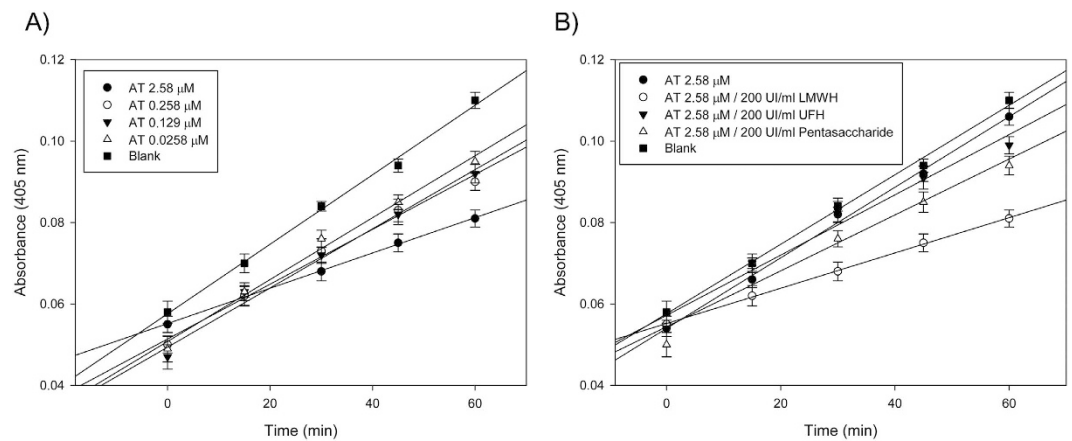 A)
Absorbance (405 nm)
0.12
0.10
0.08
0.06
0.04
AT 2.58 μM
AT 0.258 μM
AT 0.129 μM
AT 0.0258 μM
Blank
0 20 40 60
Time (min)
B)
Absorbance (405 nm)
0.12
0.10
0.08
0.06
0.04
AT 2.58 μM
AT 2.58 μM / 200 UI/ml LMWH
AT 2.58 μM / 200 UI/ml UFH
AT 2.58 μM / 200 UI/ml Pentasaccharide
Blank
0 20 40 60
Time (min)